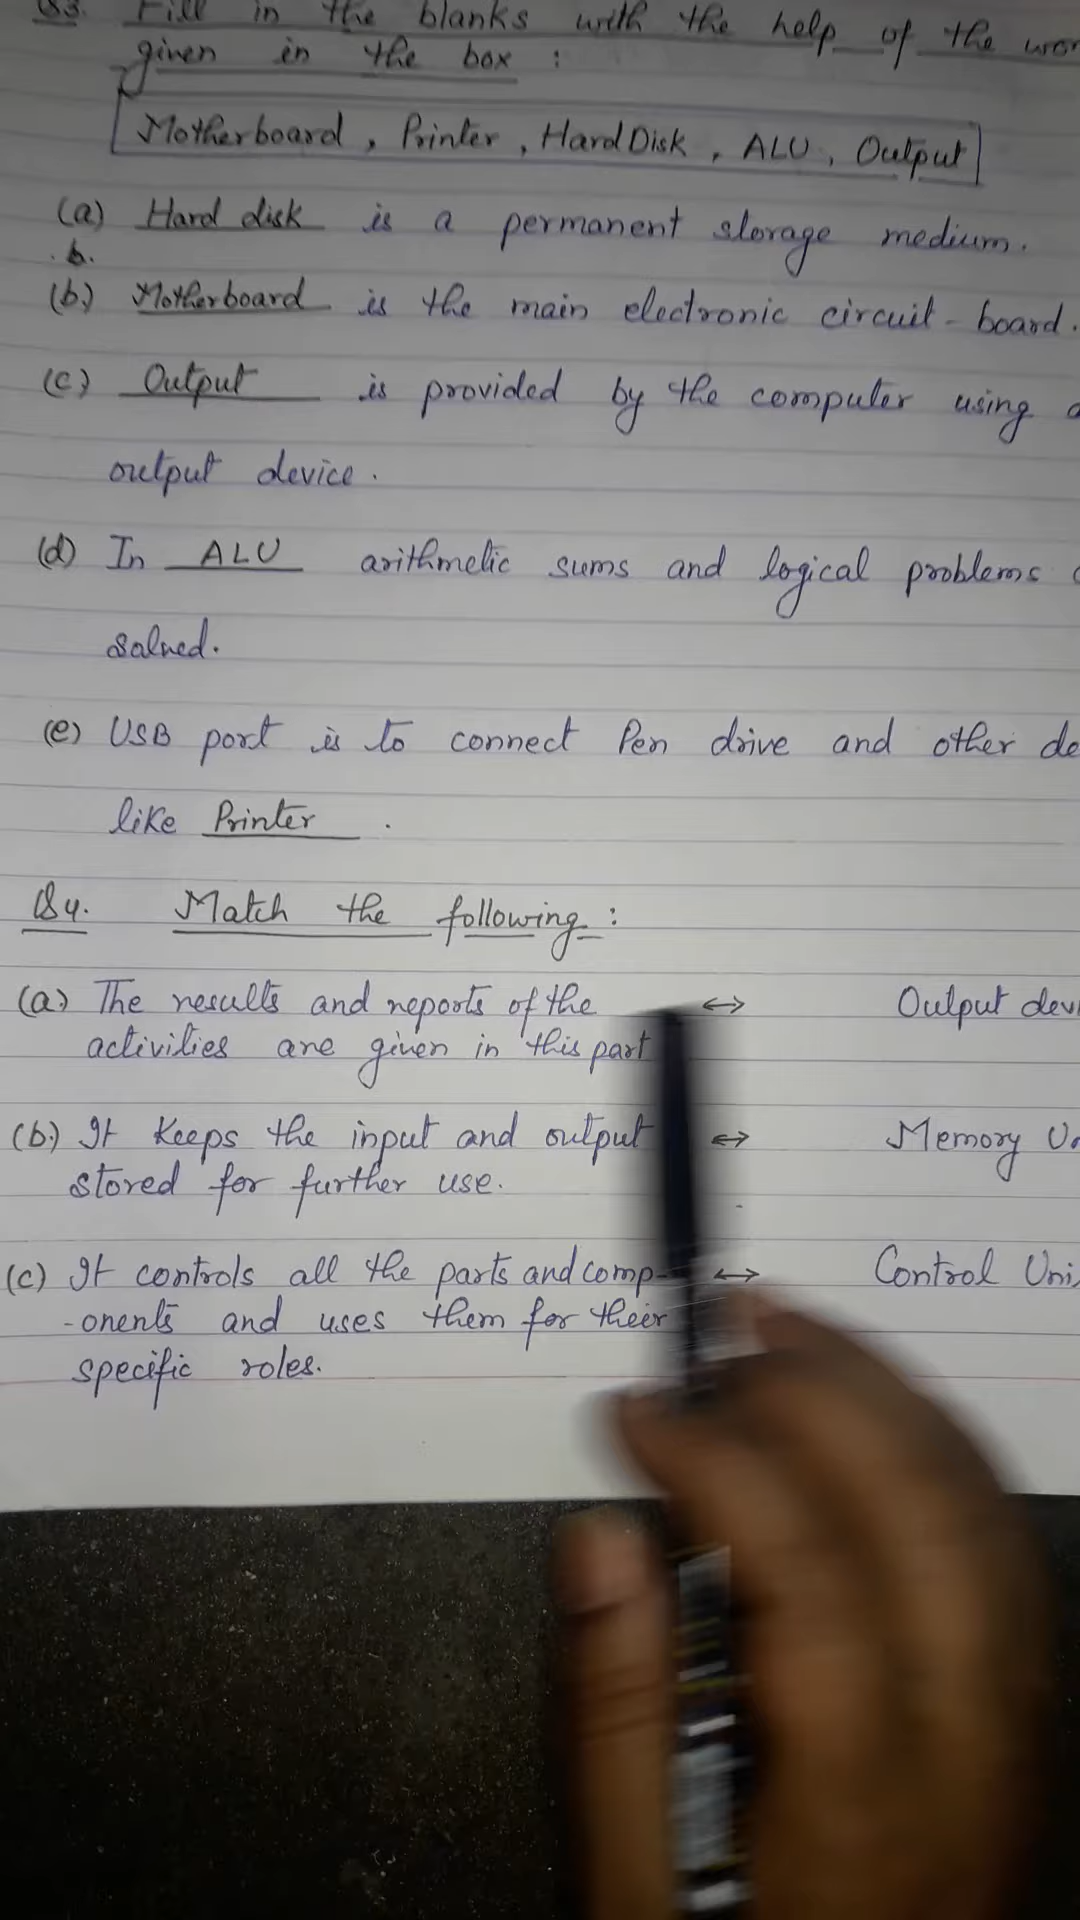 Q3. Fill in the blanks with the help of the
given in the box :
Motherboard, Printer, Hard Disk, ALU, Output
(a) Hard disk is a permanent storage medium.
b.
(b) Motherboard is the main electronic circuit-board.
(c) Output is provided by the computer using
output device.
(d) In ALU arithmetic sums and logical problems
solved.
(e) USB port is to connect Pen drive and other
like Printer.
Q4. Match the following :
(a) The results and reports of the ↔ Output
activities are given in this part
(b) It Keeps the input and output ↔ Memory
stored for further use.
(c) It controls all the parts and comp- ↔ Control
-onents and uses them for their
specific roles.